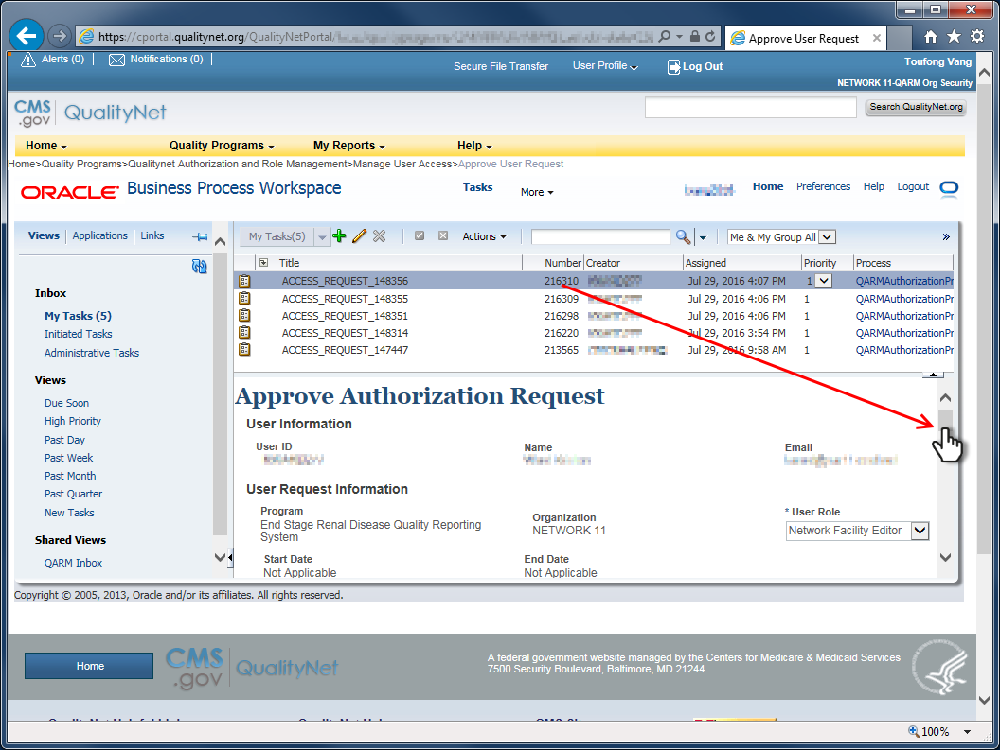 https://cportal.qualitynet.org/QualityNetPortal/
Approve User Request
Alerts (0) | Notifications (0) |
Secure File Transfer
User Profile
Log Out
Toufong Vang
NETWORK 11-QARM Org Security
CMS
.gov
QualityNet
Search QualityNet.org
Home Quality Programs My Reports Help
Home>Quality Programs>Qualitynet Authorization and Role Management>Manage User Access>Approve User Request
ORACLE Business Process Workspace
Tasks
More
Home
Preferences
Help
Logout
Views | Applications | Links
My Tasks(5)
Actions
Me & My Group All
»
Title Number Creator Assigned Priority Process
ACCESS_REQUEST_148356 216310 Jul 29, 2016 4:07 PM 1 QARMAuthorizationPr
ACCESS_REQUEST_148355 216309 Jul 29, 2016 4:06 PM 1 QARMAuthorizationPr
ACCESS_REQUEST_148351 216298 Jul 29, 2016 4:06 PM 1 QARMAuthorizationPr
ACCESS_REQUEST_148314 216220 Jul 29, 2016 3:54 PM 1 QARMAuthorizationPr
ACCESS_REQUEST_147447 213565 Jul 29, 2016 9:58 AM 1 QARMAuthorizationPr
Inbox
My Tasks (5)
Initiated Tasks
Administrative Tasks
Views
Due Soon
High Priority
Past Day
Past Week
Past Month
Past Quarter
New Tasks
Shared Views
QARM Inbox
Approve Authorization Request
User Information
User ID
Name
Email
User Request Information
Program
End Stage Renal Disease Quality Reporting
System
Organization
NETWORK 11
* User Role
Network Facility Editor
Start Date
Not Applicable
End Date
Not Applicable
Copyright © 2005, 2013, Oracle and/or its affiliates. All rights reserved.
Home
CMS
.gov
QualityNet
A federal government website managed by the Centers for Medicare & Medicaid Services
7500 Security Boulevard, Baltimore, MD 21244
100%